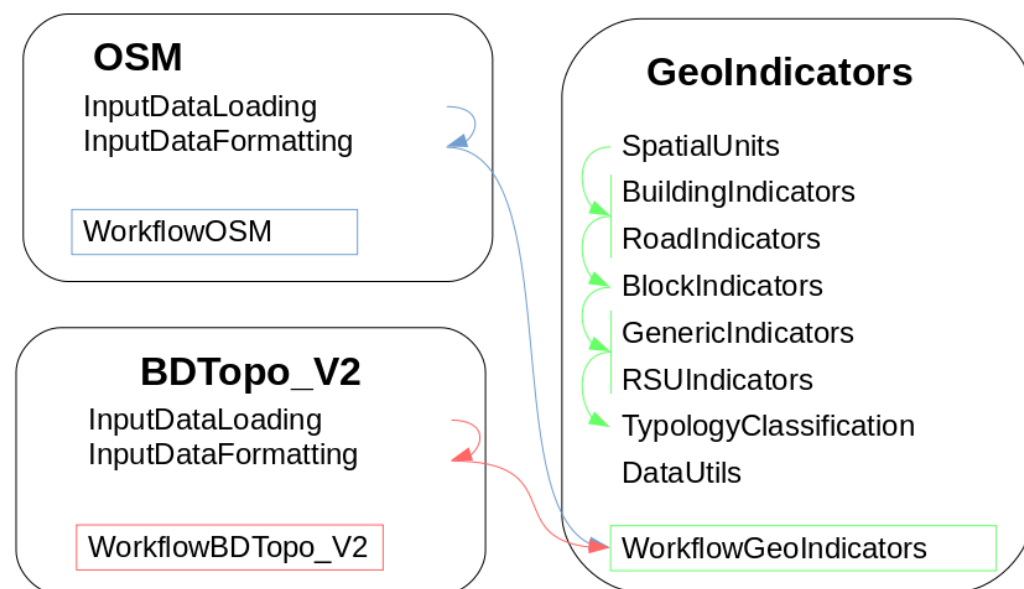 OSM
InputDataLoading
InputDataFormatting
WorkflowOSM
BDTopo_V2
InputDataLoading
InputDataFormatting
WorkflowBDTopo_V2
GeoIndicators
SpatialUnits
BuildingIndicators
RoadIndicators
BlockIndicators
GenericIndicators
RSUIndicators
TypologyClassification
DataUtils
WorkflowGeoIndicators